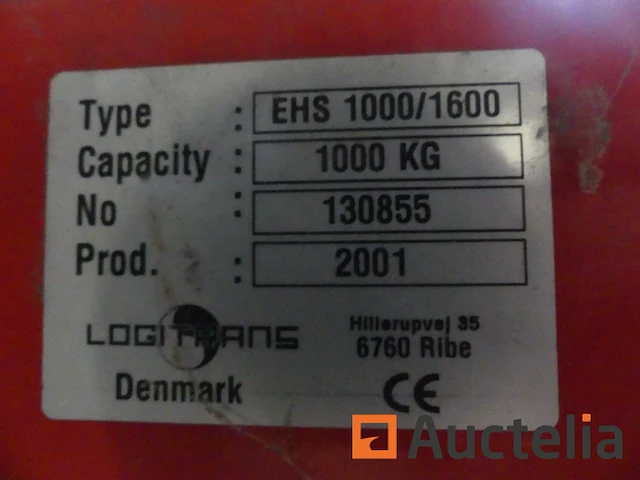 Type : EHS 1000/1600
Capacity : 1000 KG
No : 130855
Prod. : 2001
LOGITRANS
Hillerupvej 35
6760 Ribe
Denmark
CE
Auctelia